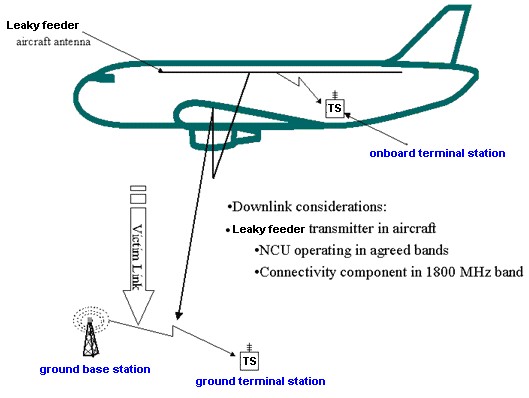 Leaky feeder
aircraft antenna
TS
onboard terminal station
•Downlink considerations:
•Leaky feeder transmitter in aircraft
•NCU operating in agreed bands
•Connectivity component in 1800 MHz band
Victim Link
ground base station
TS
ground terminal station